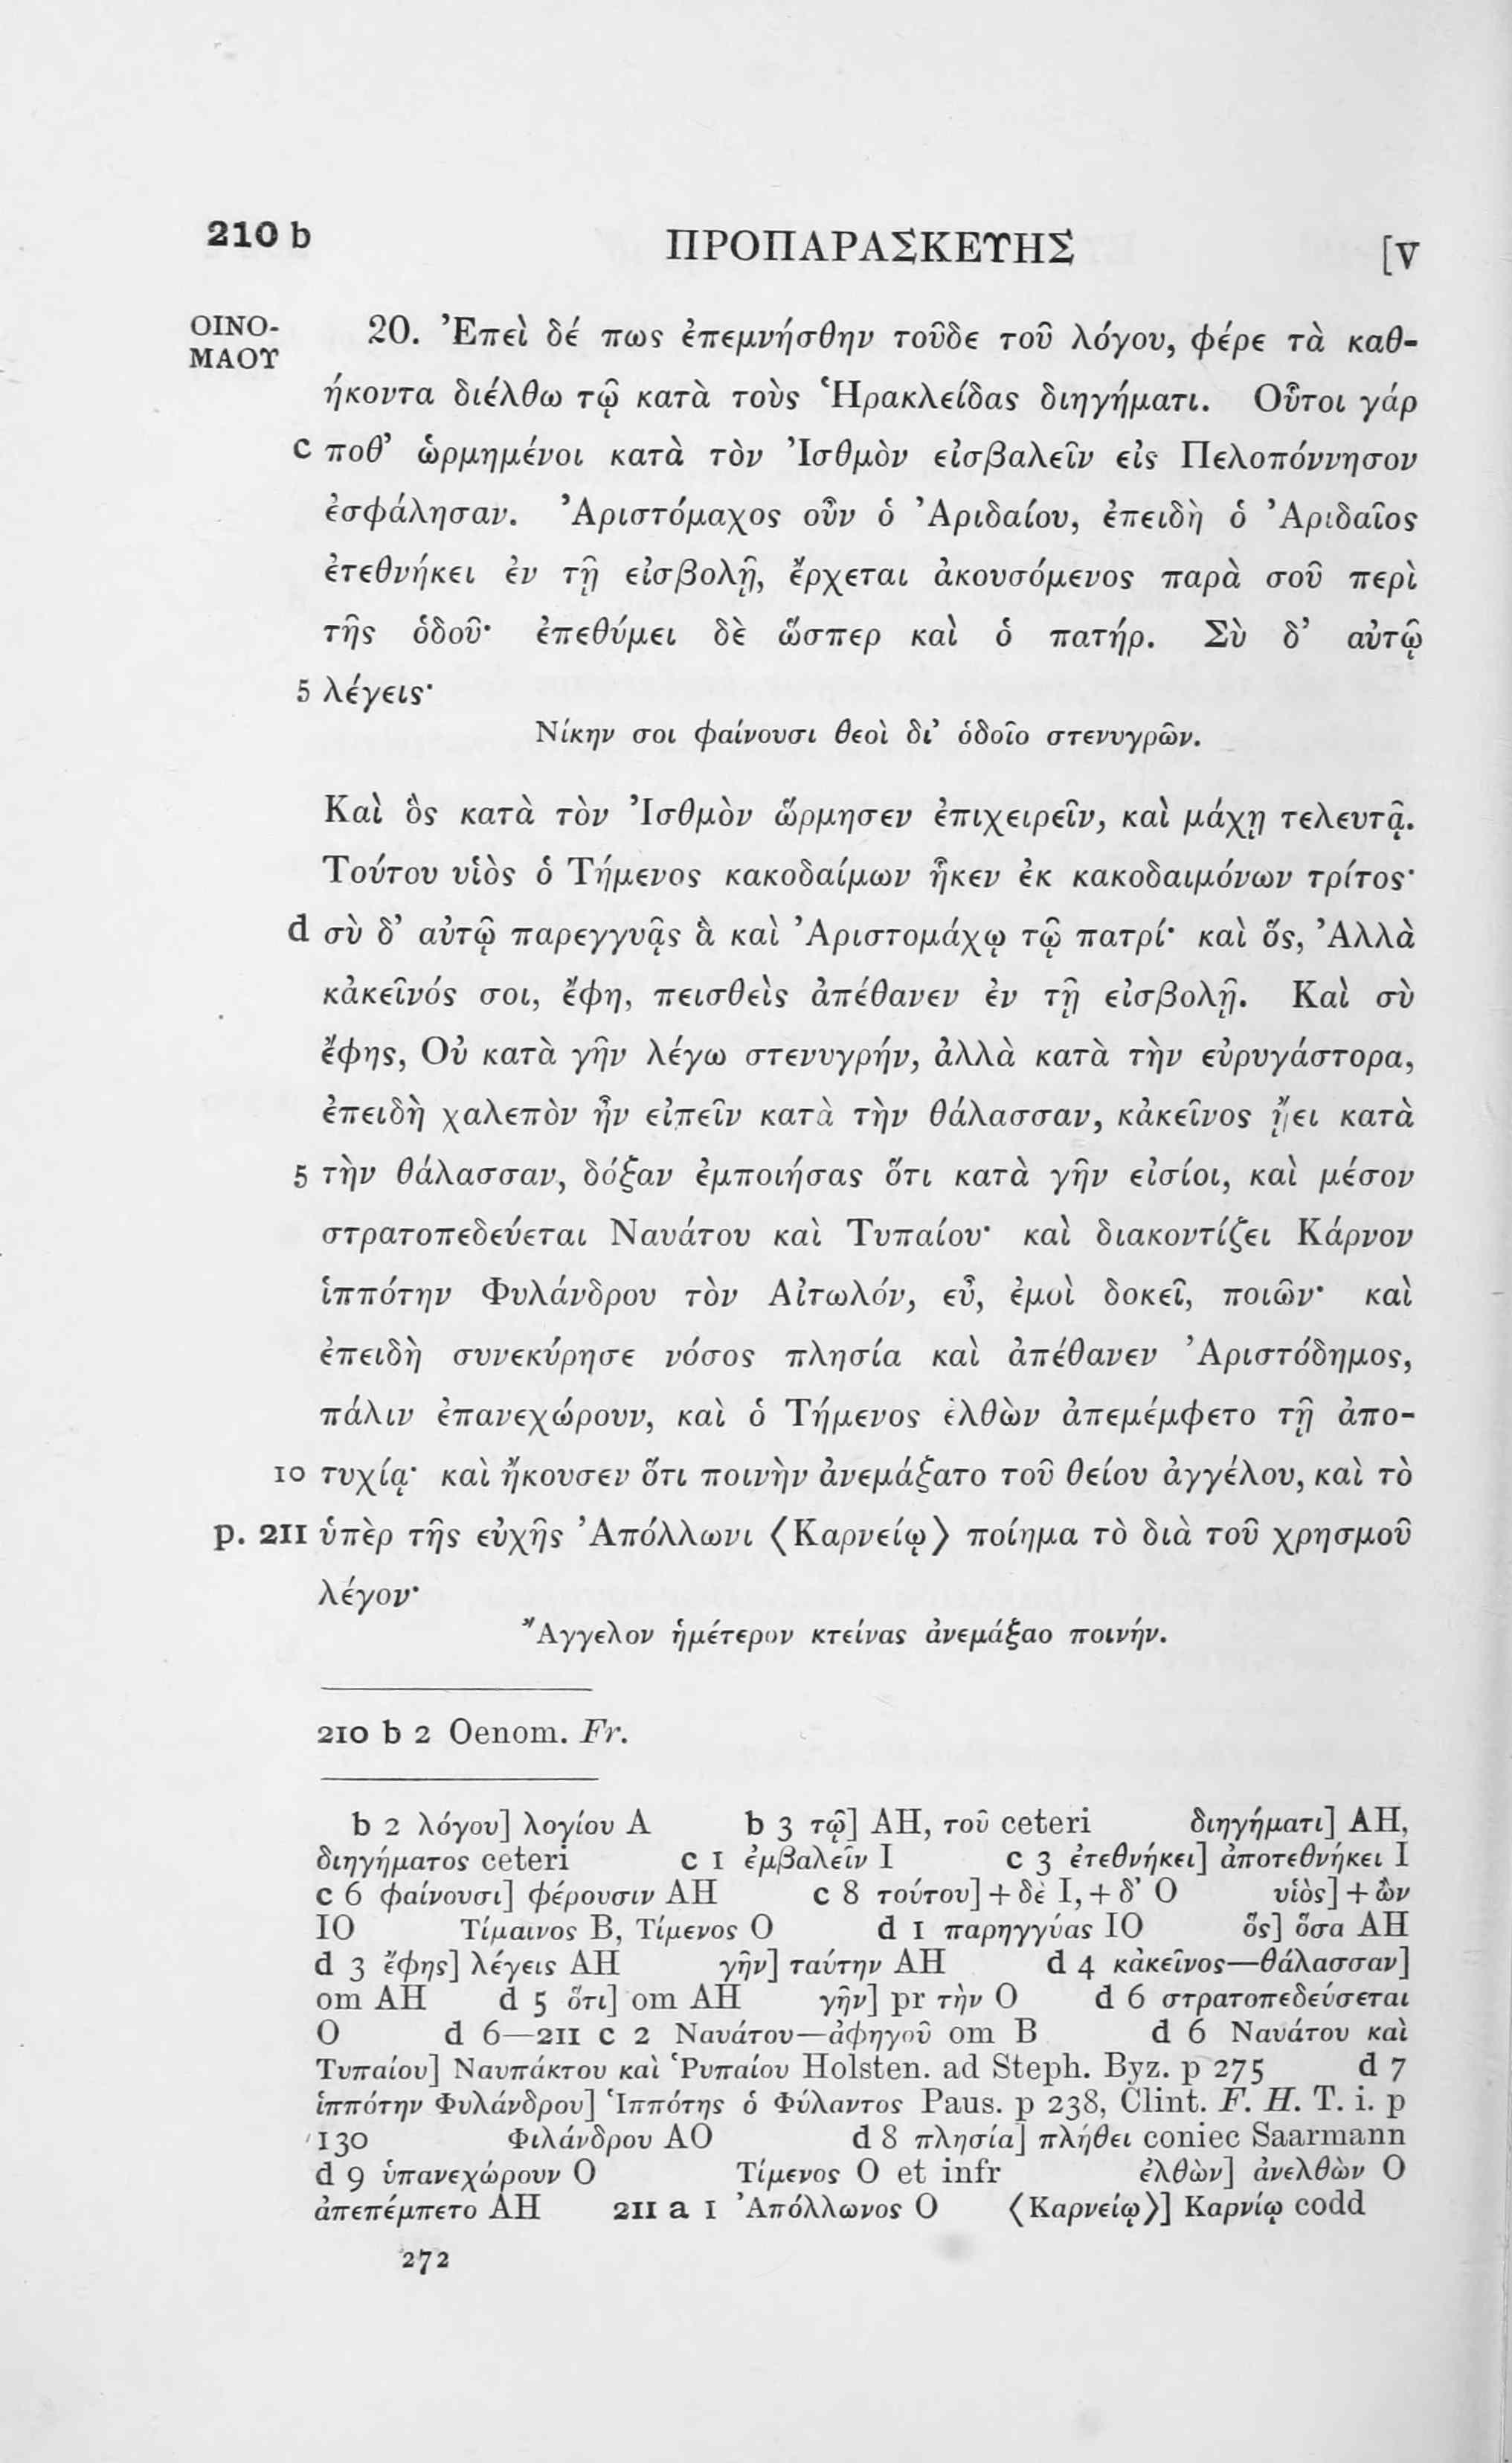 210 b ΠΡΟΠΑΡΑΣΚΕΥΗΣ [V
ΟΙΝΟ-
ΜΑΟΥ
20. Ἐπεὶ δέ πως ἐπεμνήσθην τοῦδε τοῦ λόγου, φέρε τὰ καθ-
ήκοντα διέλθω τῷ κατὰ τοὺς Ἡρακλείδας διηγήματι. Οὗτοι γάρ
c ποθ’ ὡρμημένοι κατὰ τὸν Ἰσθμὸν εἰσβαλεῖν εἰς Πελοπόννησον
ἐσφάλησαν. Ἀριστόμαχος οὖν ὁ Ἀριδαίου, ἐπειδὴ ὁ Ἀριδαῖος
ἐτεθνήκει ἐν τῇ εἰσβολῇ, ἔρχεται ἀκουσόμενος παρὰ σοῦ περὶ
τῆς ὁδοῦ· ἐπεθύμει δὲ ὥσπερ καὶ ὁ πατήρ. Σὺ δ’ αὐτῷ
5 λέγεις·
Νίκην σοι φαίνουσι θεοὶ δι’ ὁδοῖο στενυγρῶν.
Καὶ ὃς κατὰ τὸν Ἰσθμὸν ὥρμησεν ἐπιχειρεῖν, καὶ μάχῃ τελευτᾷ.
Τούτου υἱὸς ὁ Τήμενος κακοδαίμων ἧκεν ἐκ κακοδαιμόνων τρίτος·
d σὺ δ’ αὐτῷ παρεγγυᾷς ἃ καὶ Ἀριστομάχῳ τῷ πατρί· καὶ ὅς, Ἀλλὰ
κἀκεῖνός σοι, ἔφη, πεισθεὶς ἀπέθανεν ἐν τῇ εἰσβολῇ. Καὶ σὺ
ἔφης, Οὐ κατὰ γῆν λέγω στενυγρήν, ἀλλὰ κατὰ τὴν εὐρυγάστορα,
ἐπειδὴ χαλεπὸν ἦν εἰπεῖν κατὰ τὴν θάλασσαν, κἀκεῖνος ᾔει κατὰ
5 τὴν θάλασσαν, δόξαν ἐμποιήσας ὅτι κατὰ γῆν εἰσίοι, καὶ μέσον
στρατοπεδεύεται Ναυάτου καὶ Τυπαίου· καὶ διακοντίζει Κάρνον
ἱππότην Φυλάνδρου τὸν Αἰτωλόν, εὖ, ἐμοὶ δοκεῖ, ποιῶν· καὶ
ἐπειδὴ συνεκύρησε νόσος πλησία καὶ ἀπέθανεν Ἀριστόδημος,
πάλιν ἐπανεχώρουν, καὶ ὁ Τήμενος ἐλθὼν ἀπεμέμφετο τῇ ἀπο-
10 τυχίᾳ· καὶ ἤκουσεν ὅτι ποινὴν ἀνεμάξατο τοῦ θείου ἀγγέλου, καὶ τὸ
p. 211 ὑπὲρ τῆς εὐχῆς Ἀπόλλωνι ⟨Καρνείῳ⟩ ποίημα τὸ διὰ τοῦ χρησμοῦ
λέγον·
Ἄγγελον ἡμέτερον κτείνας ἀνεμάξαο ποινήν.
210 b 2 Oenom. Fr.
b 2 λόγου] λογίου A b 3 τῷ] AH, τοῦ ceteri διηγήματι] AH,
διηγήματος ceteri c 1 ἐμβαλεῖν I c 3 ἐτεθνήκει] ἀποτεθνήκει I
c 6 φαίνουσι] φέρουσιν AH c 8 τούτου] + δὲ I, + δ’ O υἱὸς] + ὢν
IO Τίμαινος B, Τίμενος O d 1 παρηγγύας IO ὅς] ὅσα AH
d 3 ἔφης] λέγεις AH γῆν] ταύτην AH d 4 κἀκεῖνος—θάλασσαν]
om AH d 5 ὅτι] om AH γῆν] pr τὴν O d 6 στρατοπεδεύσεται
O d 6—211 c 2 Ναυάτου—ἀφηγοῦ om B d 6 Ναυάτου καὶ
Τυπαίου] Ναυπάκτου καὶ Ῥυπαίου Holsten. ad Steph. Byz. p 275 d 7
ἱππότην Φυλάνδρου] Ἱππότης ὁ Φύλαντος Paus. p 238, Clint. F. H. T. i. p
130 Φιλάνδρου AO d 8 πλησία] πλήθει coniec Saarmann
d 9 ὑπανεχώρουν O Τίμενος O et infr ἐλθὼν] ἀνελθὼν O
ἀπεπέμπετο AH 211 a 1 Ἀπόλλωνος O ⟨Καρνείῳ⟩] Καρνίῳ codd
272